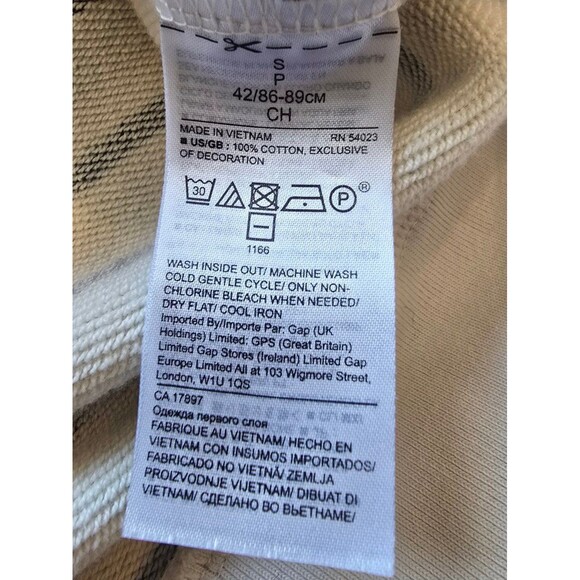 S
P
42/86-89CM
CH
MADE IN VIETNAM RN 54023
■ US/GB : 100% COTTON, EXCLUSIVE
OF DECORATION
30 P ®
1166
WASH INSIDE OUT/ MACHINE WASH
COLD GENTLE CYCLE/ ONLY NON-
CHLORINE BLEACH WHEN NEEDED/
DRY FLAT/ COOL IRON
Imported By/Importe Par: Gap (UK
Holdings) Limited: GPS (Great Britain)
Limited Gap Stores (Ireland) Limited Gap
Europe Limited All at 103 Wigmore Street,
London, W1U 1QS
CA 17897
Одежда первого слоя
FABRIQUE AU VIETNAM/ HECHO EN
VIETNAM CON INSUMOS IMPORTADOS/
FABRICADO NO VIETNÃ/ ZEMLJA
PROIZVODNJE VIJETNAM/ DIBUAT DI
VIETNAM/ СДЕЛАНО ВО ВЬЕТНАМЕ/